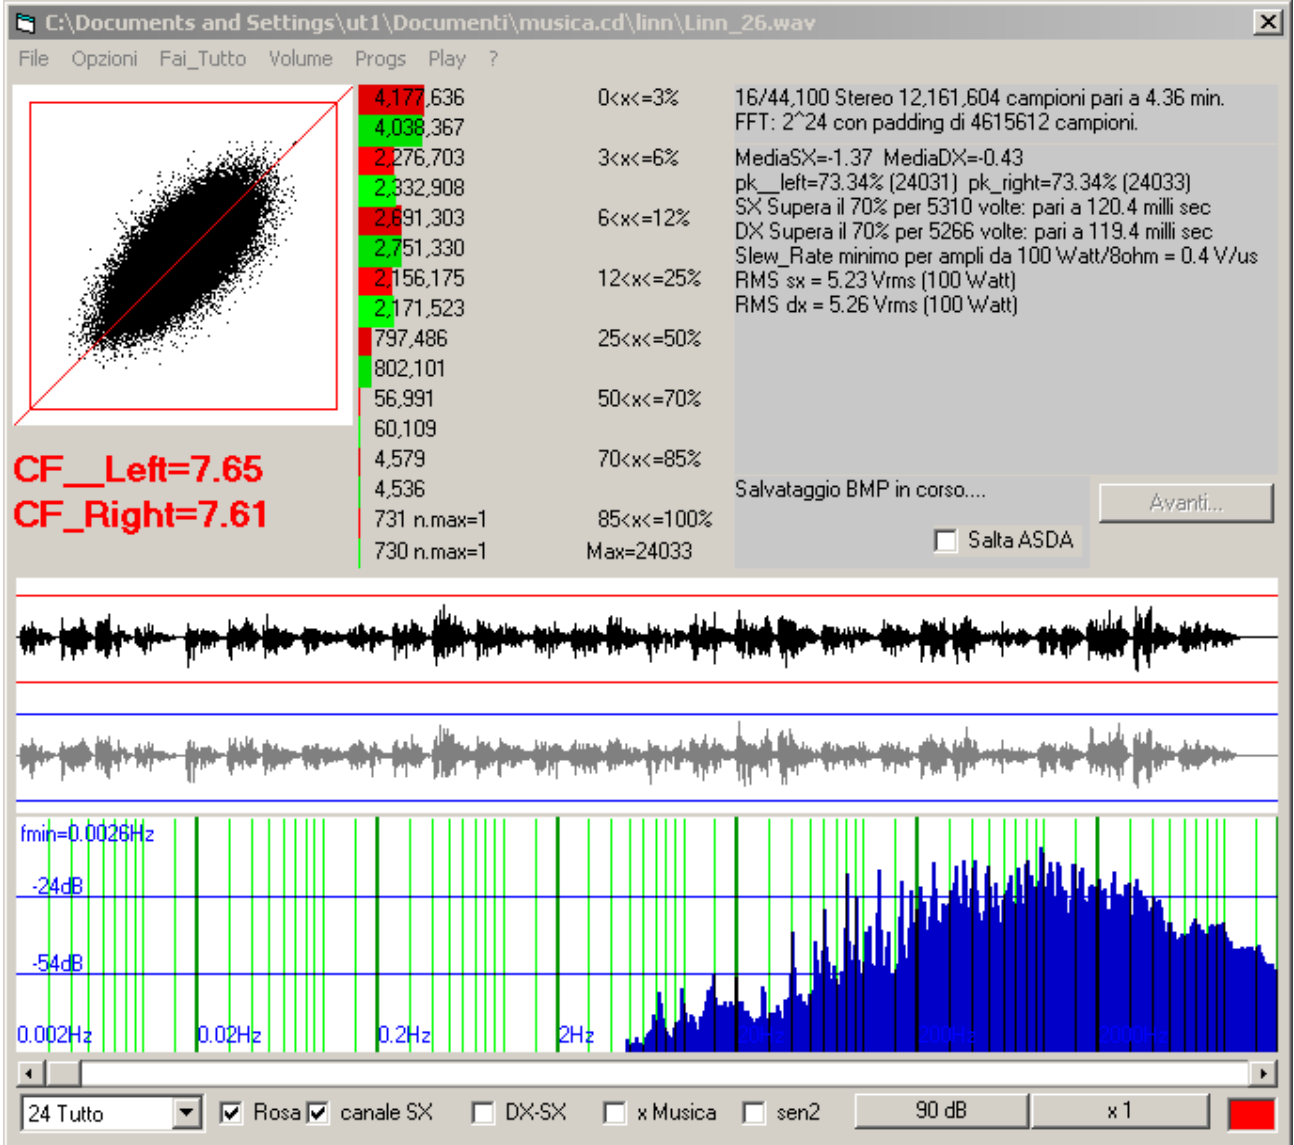 C:\Documents and Settings\ut1\Documenti\musica.cd\linn\Linn_26.wav
File Opzioni Fai_Tutto Volume Progs Play ?
4,177,636 0<x<=3%
4,038,367
2,276,703 3<x<=6%
2,332,908
2,691,303 6<x<=12%
2,751,330
2,156,175 12<x<=25%
2,171,523
797,486 25<x<=50%
802,101
56,991 50<x<=70%
60,109
4,579 70<x<=85%
4,536
731 n.max=1 85<x<=100%
730 n.max=1 Max=24033
16/44,100 Stereo 12,161,604 campioni pari a 4.36 min.
FFT: 2^24 con padding di 4615612 campioni.
MediaSX=-1.37 MediaDX=-0.43
pk__left=73.34% (24031) pk_right=73.34% (24033)
SX Supera il 70% per 5310 volte: pari a 120.4 milli sec
DX Supera il 70% per 5266 volte: pari a 119.4 milli sec
Slew_Rate minimo per ampli da 100 Watt/8ohm = 0.4 V/us
RMS sx = 5.23 Vrms (100 Watt)
RMS dx = 5.26 Vrms (100 Watt)
CF__Left=7.65
CF_Right=7.61
Salvataggio BMP in corso....
Avanti...
Salta ASDA
fmin=0.0026Hz
-24dB
-54dB
0.002Hz 0.02Hz 0.2Hz 2Hz 20Hz 200Hz 2000Hz
24 Tutto Rosa canale SX DX-SX x Musica sen2 90 dB x 1